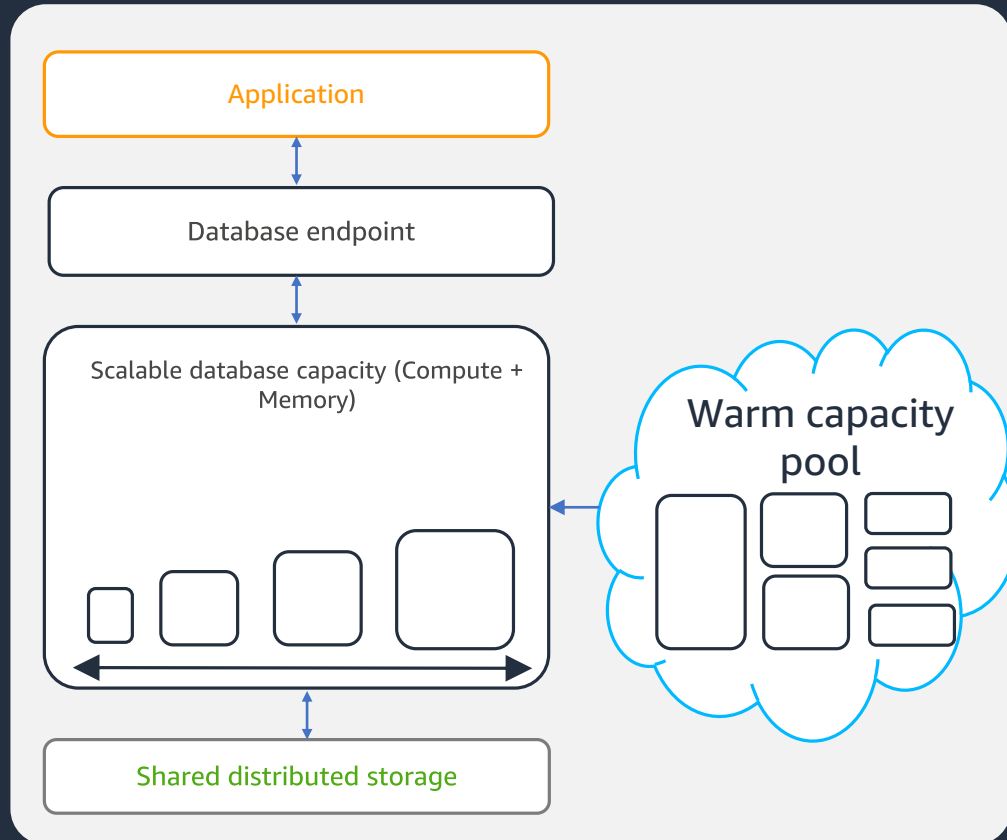 Application
Database endpoint
Scalable database capacity (Compute +
Memory)
Warm capacity
pool
Shared distributed storage